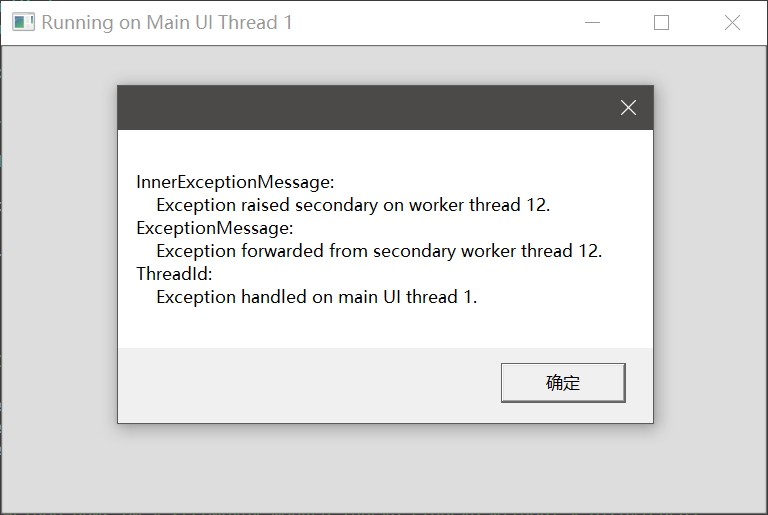 Running on Main UI Thread 1
InnerExceptionMessage:
Exception raised secondary on worker thread 12.
ExceptionMessage:
Exception forwarded from secondary worker thread 12.
ThreadId:
Exception handled on main UI thread 1.
确定